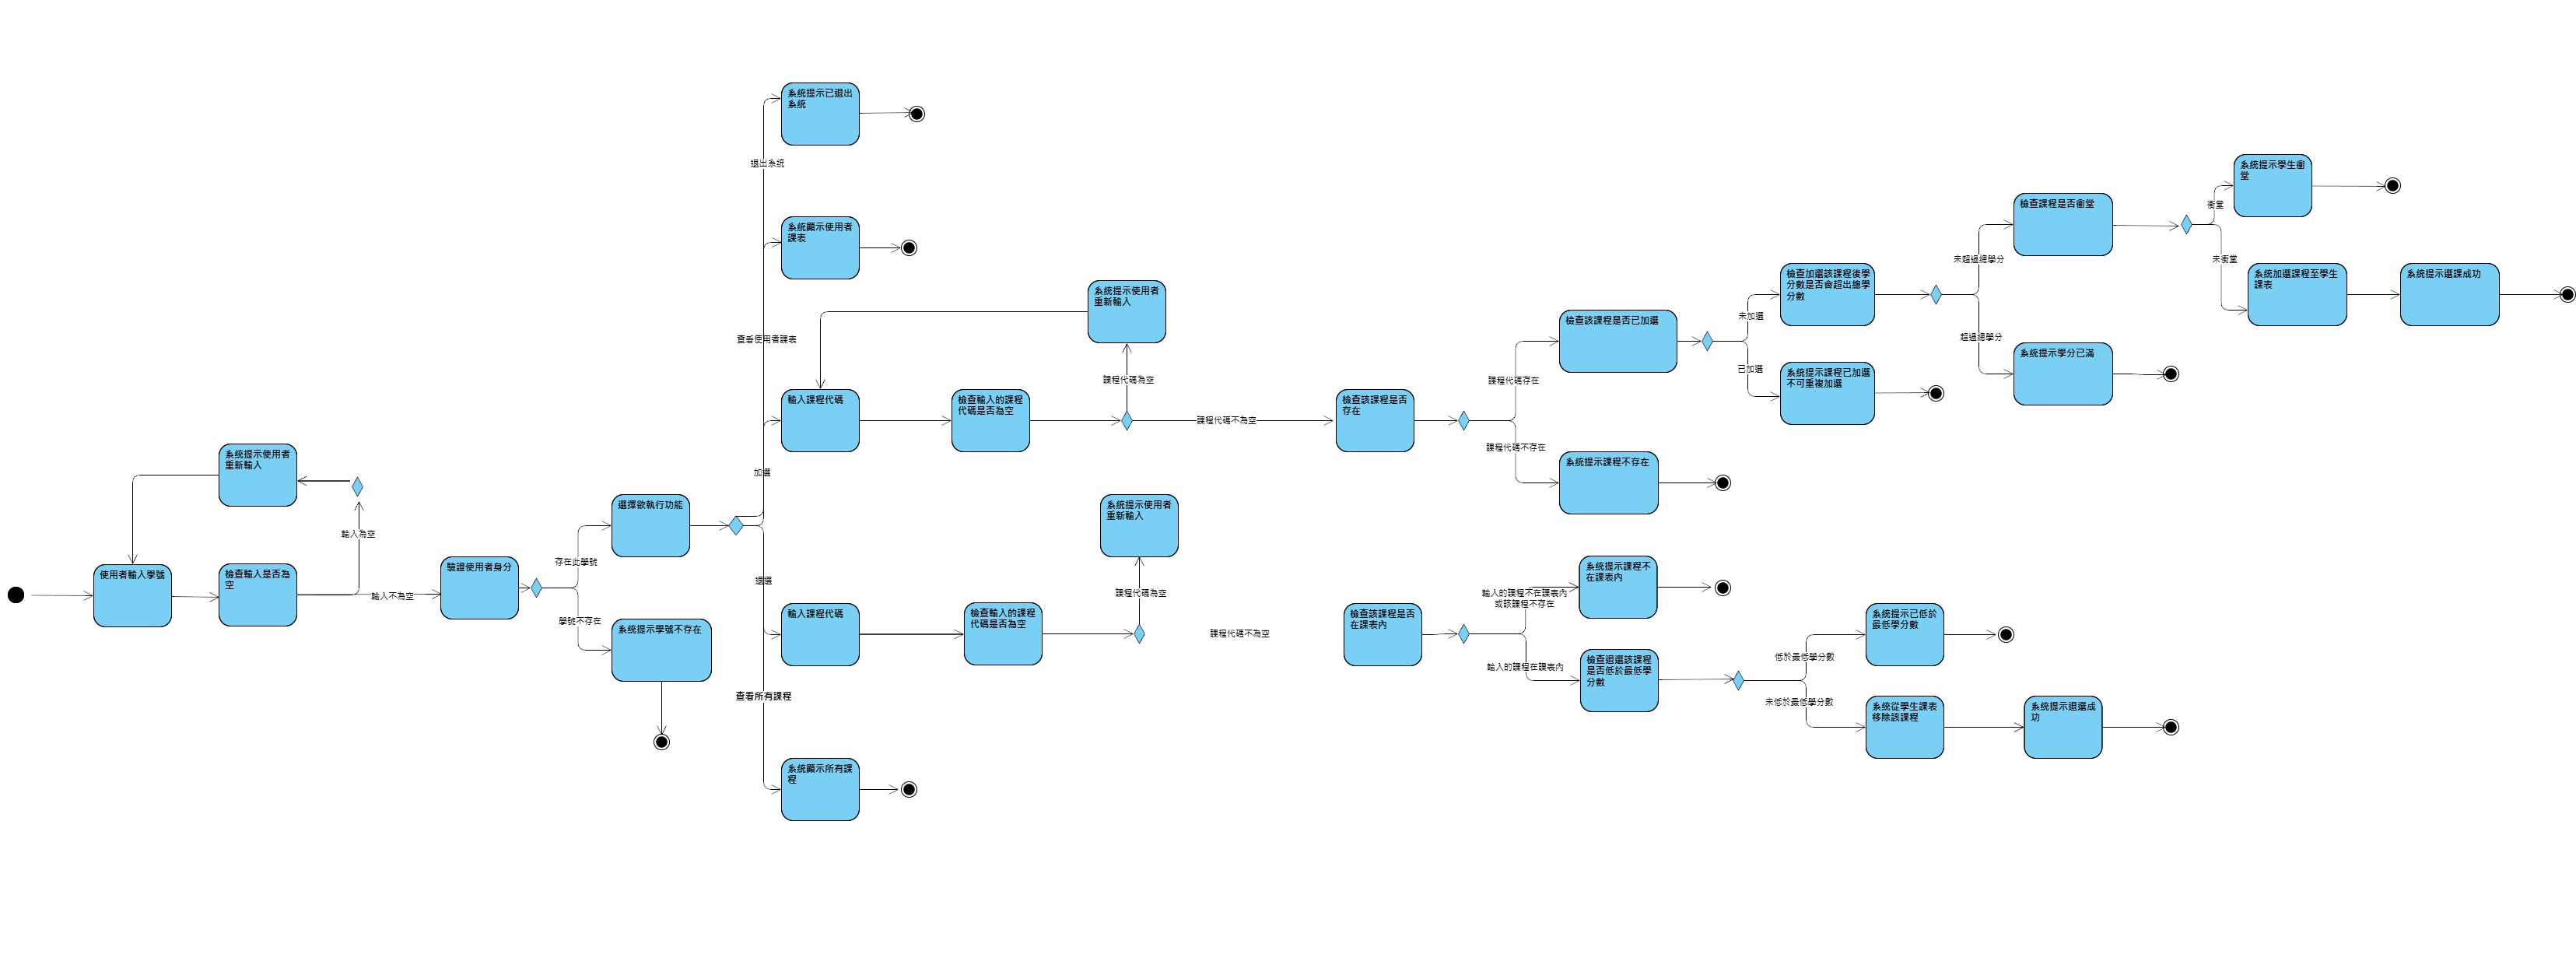 系統提示已退出
系統
退出系統
系統顯示使用者
課表
查看使用者課表
系統提示使用者
重新輸入
課程代碼為空
輸入課程代碼
檢查輸入的課程
代碼是否為空
課程代碼不為空
加選
檢查該課程是否
存在
課程代碼存在
課程代碼不存在
檢查該課程是否已加選
系統提示課程不存在
未加選
已加選
檢查加選該課程後學
分數是否會超出總學
分數
系統提示課程已加選
不可重複加選
未超過總學分
超過總學分
檢查課程是否衝堂
系統提示學分已滿
衝堂
未衝堂
系統提示學生衝
堂
系統加選課程至學生
課表
系統提示選課成功
系統提示使用者
重新輸入
輸入為空
使用者輸入學號
檢查輸入是否為
空
輸入不為空
驗證使用者身分
存在此學號
學號不存在
選擇欲執行功能
系統提示學號不存在
退選
輸入課程代碼
檢查輸入的課程
代碼是否為空
系統提示使用者
重新輸入
課程代碼為空
課程代碼不為空
檢查該課程是否
在課表內
輸入的課程不在課表內
或該課程不存在
輸入的課程在課表內
系統提示課程不
在課表內
檢查退選該課程
是否低於最低學
分數
低於最低學分數
未低於最低學分數
系統提示已低於
最低學分數
系統從學生課表
移除該課程
系統提示退選成
功
查看所有課程
系統顯示所有課
程